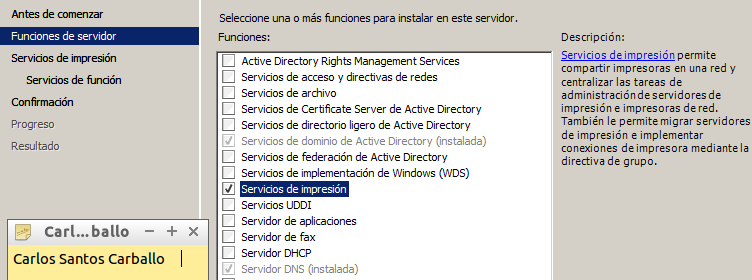 Antes de comenzar
Funciones de servidor
Servicios de impresión
Servicios de función
Confirmación
Progreso
Resultado
Seleccione una o más funciones para instalar en este servidor.
Funciones:
Active Directory Rights Management Services
Servicios de acceso y directivas de redes
Servicios de archivo
Servicios de Certificate Server de Active Directory
Servicios de directorio ligero de Active Directory
Servicios de dominio de Active Directory (instalada)
Servicios de federación de Active Directory
Servicios de implementación de Windows (WDS)
Servicios de impresión
Servicios UDDI
Servidor de aplicaciones
Servidor de fax
Servidor DHCP
Servidor DNS (instalada)
Descripción:
Servicios de impresión permite
compartir impresoras en una red y
centralizar las tareas de
administración de servidores de
impresión e impresoras de red.
También le permite migrar servidores
de impresión e implementar
conexiones de impresora mediante la
directiva de grupo.
Carl...ballo
Carlos Santos Carballo